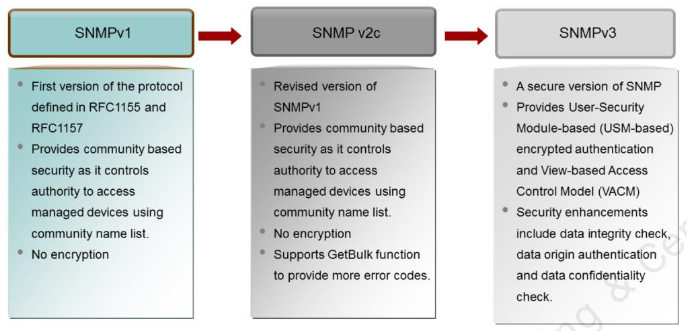 SNMPv1
SNMP v2c
SNMPv3
• First version of the protocol
defined in RFC1155 and
RFC1157
• Provides community based
security as it controls
authority to access
managed devices using
community name list.
• No encryption
• Revised version of
SNMPv1
• Provides community based
security as it controls
authority to access
managed devices using
community name list.
• No encryption
• Supports GetBulk function
to provide more error codes.
• A secure version of SNMP
• Provides User-Security
Module-based (USM-based)
encrypted authentication
and View-based Access
Control Model (VACM)
• Security enhancements
include data integrity check,
data origin authentication
and data confidentiality
check.